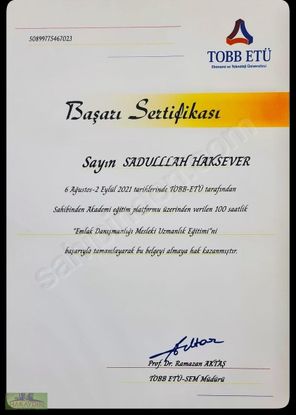 50899775467023
TOBB ETÜ
Ekonomi ve Teknoloji Üniversitesi
Başarı Sertifikası
Sayın SADULLLAH HAKSEVER
6 Ağustos-2 Eylül 2021 tarihlerinde TOBB-ETÜ tarafından
Sahibinden Akademi eğitim platformu üzerinden verilen 100 saatlik
"Emlak Danışmanlığı Mesleki Uzmanlık Eğitimi"ni
başarıyla tamamlayarak bu belgeyi almaya hak kazanmıştır.
Prof. Dr. Ramazan AKTAŞ
TOBB ETÜ-SEM Müdürü